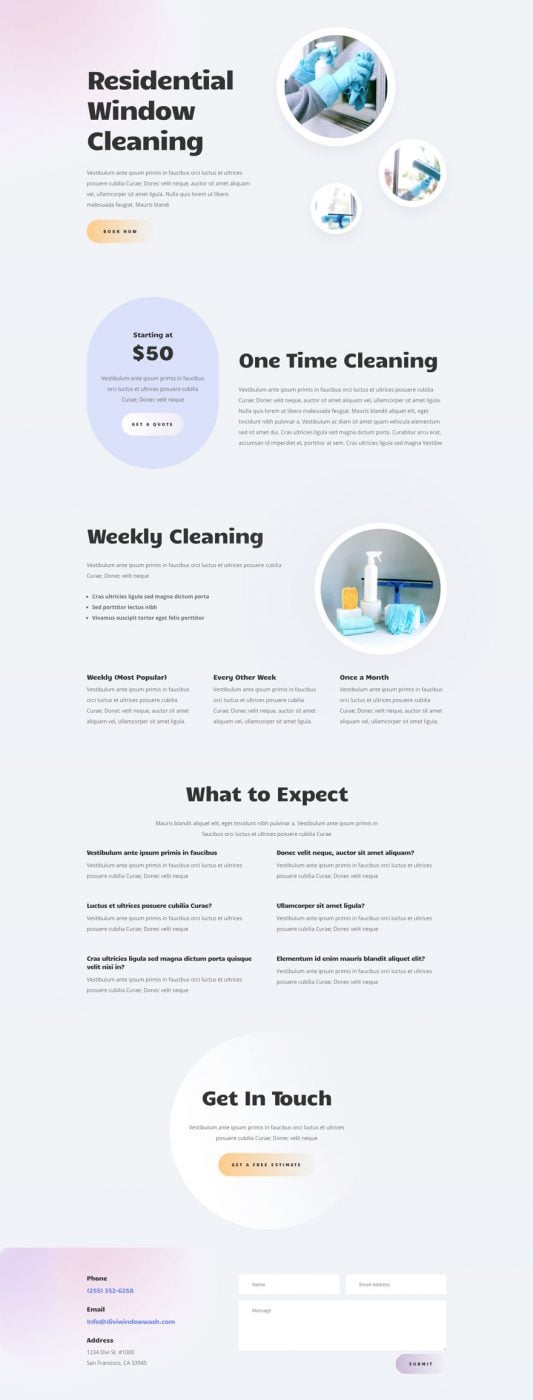 Residential
Window
Cleaning
Vestibulum ante ipsum primis in faucibus orci luctus et ultrices
posuere cubilia Curae; Donec velit neque, auctor sit amet aliquam
vel, ullamcorper sit amet ligula. Nulla quis lorem ut libero
malesuada feugiat. Mauris blandi
BOOK NOW
Starting at
$50
Vestibulum ante ipsum primis in faucibus
orci luctus et ultrices posuere cubilia
Curae; Donec velit neque
GET A QUOTE
One Time Cleaning
Vestibulum ante ipsum primis in faucibus orci luctus et ultrices posuere cubilia
Curae; Donec velit neque, auctor sit amet aliquam vel, ullamcorper sit amet ligula.
Nulla quis lorem ut libero malesuada feugiat. Mauris blandit aliquet elit, eget
tincidunt nibh pulvinar a. Vestibulum ac diam sit amet quam vehicula elementum
sed sit amet dui. Cras ultricies ligula sed magna dictum porta. Curabitur arcu erat,
accumsan id imperdiet et, porttitor at sem. Cras ultricies ligula sed magna Vestibw
Weekly Cleaning
Vestibulum ante ipsum primis in faucibus orci luctus et ultrices posuere cubilia
Curae; Donec velit neque
Cras ultricies ligula sed magna dictum porta
Sed porttitor lectus nibh
Vivamus suscipit tortor eget felis porttitor
Weekly (Most Popular)
Vestibulum ante ipsum primis in
faucibus orci luctus et ultrices
posuere cubilia
Curae; Donec velit neque, auctor sit amet
aliquam vel, ullamcorper sit amet ligula.
Every Other Week
Vestibulum ante ipsum primis in faucibus
orci luctus et ultrices posuere cubilia
Curae; Donec velit neque, auctor sit amet
aliquam vel, ullamcorper sit amet ligula.
Once a Month
Vestibulum ante ipsum primis in faucibus
orci luctus et ultrices posuere cubilia
Curae; Donec velit neque, auctor sit amet
aliquam vel, ullamcorper sit amet ligula.
What to Expect
Mauris blandit aliquet elit, eget tincidunt nibh pulvinar a. Vestibulum ante ipsum primis in
faucibus orci luctus et ultrices posuere cubilia Curae
Vestibulum ante ipsum primis in faucibus
Vestibulum ante ipsum primis in faucibus orci luctus et ultrices
posuere cubilia Curae; Donec velit neque
Donec velit neque, auctor sit amet aliquam?
Vestibulum ante ipsum primis in faucibus orci luctus et ultrices
posuere cubilia Curae; Donec velit neque
Luctus et ultrices posuere cubilia Curae?
Vestibulum ante ipsum primis in faucibus orci luctus et ultrices
posuere cubilia Curae; Donec velit neque
Ullamcorper sit amet ligula?
Vestibulum ante ipsum primis in faucibus orci luctus et ultrices
posuere cubilia Curae; Donec velit neque
Cras ultricies ligula sed magna dictum porta quisque
velit nisi in?
Vestibulum ante ipsum primis in faucibus orci luctus et ultrices
posuere cubilia Curae; Donec velit neque
Elementum id enim mauris blandit aliquet elit?
Vestibulum ante ipsum primis in faucibus orci luctus et ultrices
posuere cubilia Curae; Donec velit neque
Get In Touch
Vestibulum ante ipsum primis in faucibus orci luctus et ultrices
posuere cubilia Curae; Donec velit neque
GET A FREE ESTIMATE
Phone
(255) 352-6258
Email
Info@diviwindowwash.com
Address
1234 Divi St. #1000
San Francisco, CA 33945
Name
Email Address
Message
SUBMIT